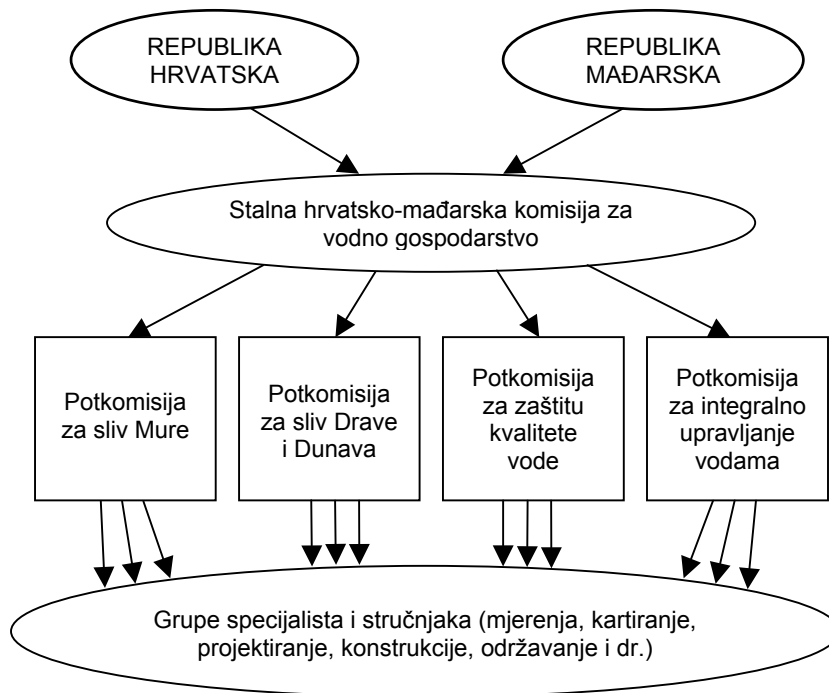 REPUBLIKA
HRVATSKA
REPUBLIKA
MAĐARSKA
Stalna hrvatsko-mađarska komisija za
vodno gospodarstvo
Potkomisija
za sliv Mure
Potkomisija
za sliv Drave
i Dunava
Potkomisija
za zaštitu
kvalitete
vode
Potkomisija
za integralno
upravljanje
vodama
Grupe specijalista i stručnjaka (mjerenja, kartiranje,
projektiranje, konstrukcije, održavanje i dr.)